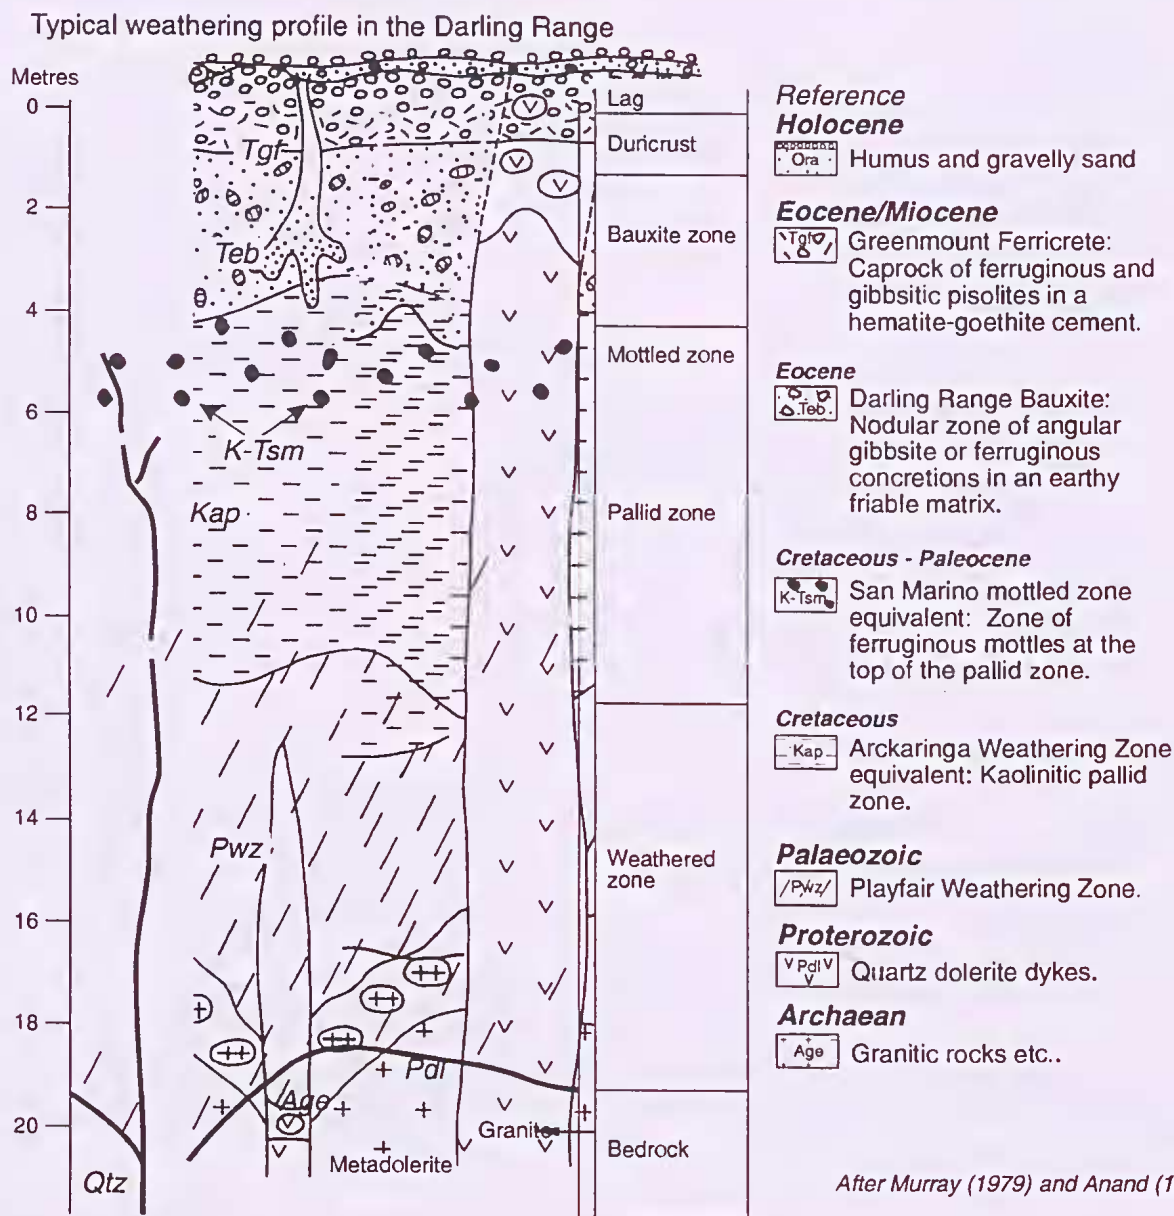 Typical weathering profile in the Darling Range
Metres
0
2
4
6
8
10
12
14
16
18
20
Tgf
Teb
K-Tsm
Kap
Pwz
Pdl
Age
Granite
Metadolerite
Qtz
Lag
Duricrust
Bauxite zone
Mottled zone
Pallid zone
Weathered
zone
Bedrock
Reference
Holocene
Ora Humus and gravelly sand
Eocene/Miocene
Tgf Greenmount Ferricrete:
Caprock of ferruginous and
gibbsitic pisolites in a
hematite-goethite cement.
Eocene
Teb Darling Range Bauxite:
Nodular zone of angular
gibbsite or ferruginous
concretions in an earthy
friable matrix.
Cretaceous - Paleocene
K-Tsm San Marino mottled zone
equivalent: Zone of
ferruginous mottles at the
top of the pallid zone.
Cretaceous
Kap Arckaringa Weathering Zone
equivalent: Kaolinitic pallid
zone.
Palaeozoic
Pwz Playfair Weathering Zone.
Proterozoic
Pdl Quartz dolerite dykes.
Archaean
Age Granitic rocks etc..
After Murray (1979) and Anand (1